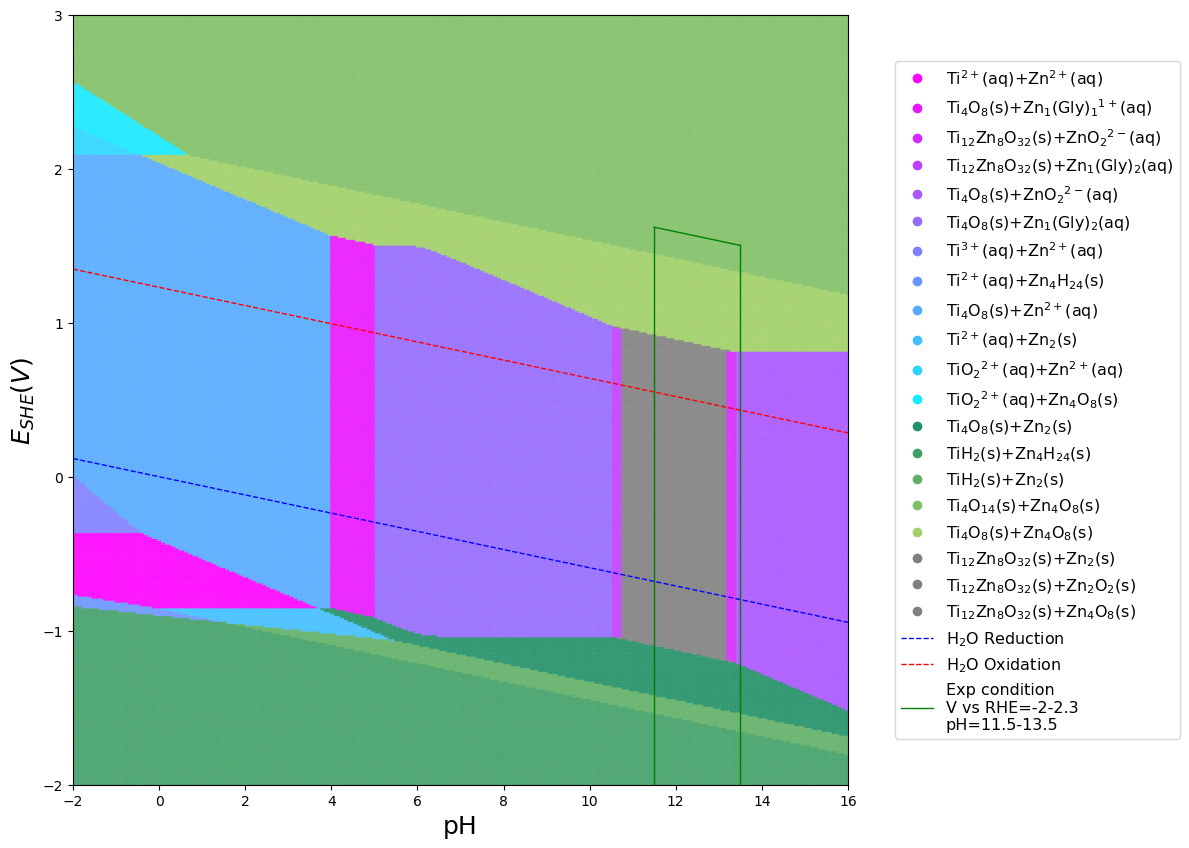 3
2
1
0
−1
−2
E_SHE(V)
−2 0 2 4 6 8 10 12 14 16
pH
Ti²⁺(aq)+Zn²⁺(aq)
Ti₄O₈(s)+Zn₁(Gly)₁¹⁺(aq)
Ti₁₂Zn₈O₃₂(s)+ZnO₂²⁻(aq)
Ti₁₂Zn₈O₃₂(s)+Zn₁(Gly)₂(aq)
Ti₄O₈(s)+ZnO₂²⁻(aq)
Ti₄O₈(s)+Zn₁(Gly)₂(aq)
Ti³⁺(aq)+Zn²⁺(aq)
Ti²⁺(aq)+Zn₄H₂₄(s)
Ti₄O₈(s)+Zn²⁺(aq)
Ti²⁺(aq)+Zn₂(s)
TiO₂²⁺(aq)+Zn²⁺(aq)
TiO₂²⁺(aq)+Zn₄O₈(s)
Ti₄O₈(s)+Zn₂(s)
TiH₂(s)+Zn₄H₂₄(s)
TiH₂(s)+Zn₂(s)
Ti₄O₁₄(s)+Zn₄O₈(s)
Ti₄O₈(s)+Zn₄O₈(s)
Ti₁₂Zn₈O₃₂(s)+Zn₂(s)
Ti₁₂Zn₈O₃₂(s)+Zn₂O₂(s)
Ti₁₂Zn₈O₃₂(s)+Zn₄O₈(s)
H₂O Reduction
H₂O Oxidation
Exp condition
V vs RHE=-2-2.3
pH=11.5-13.5